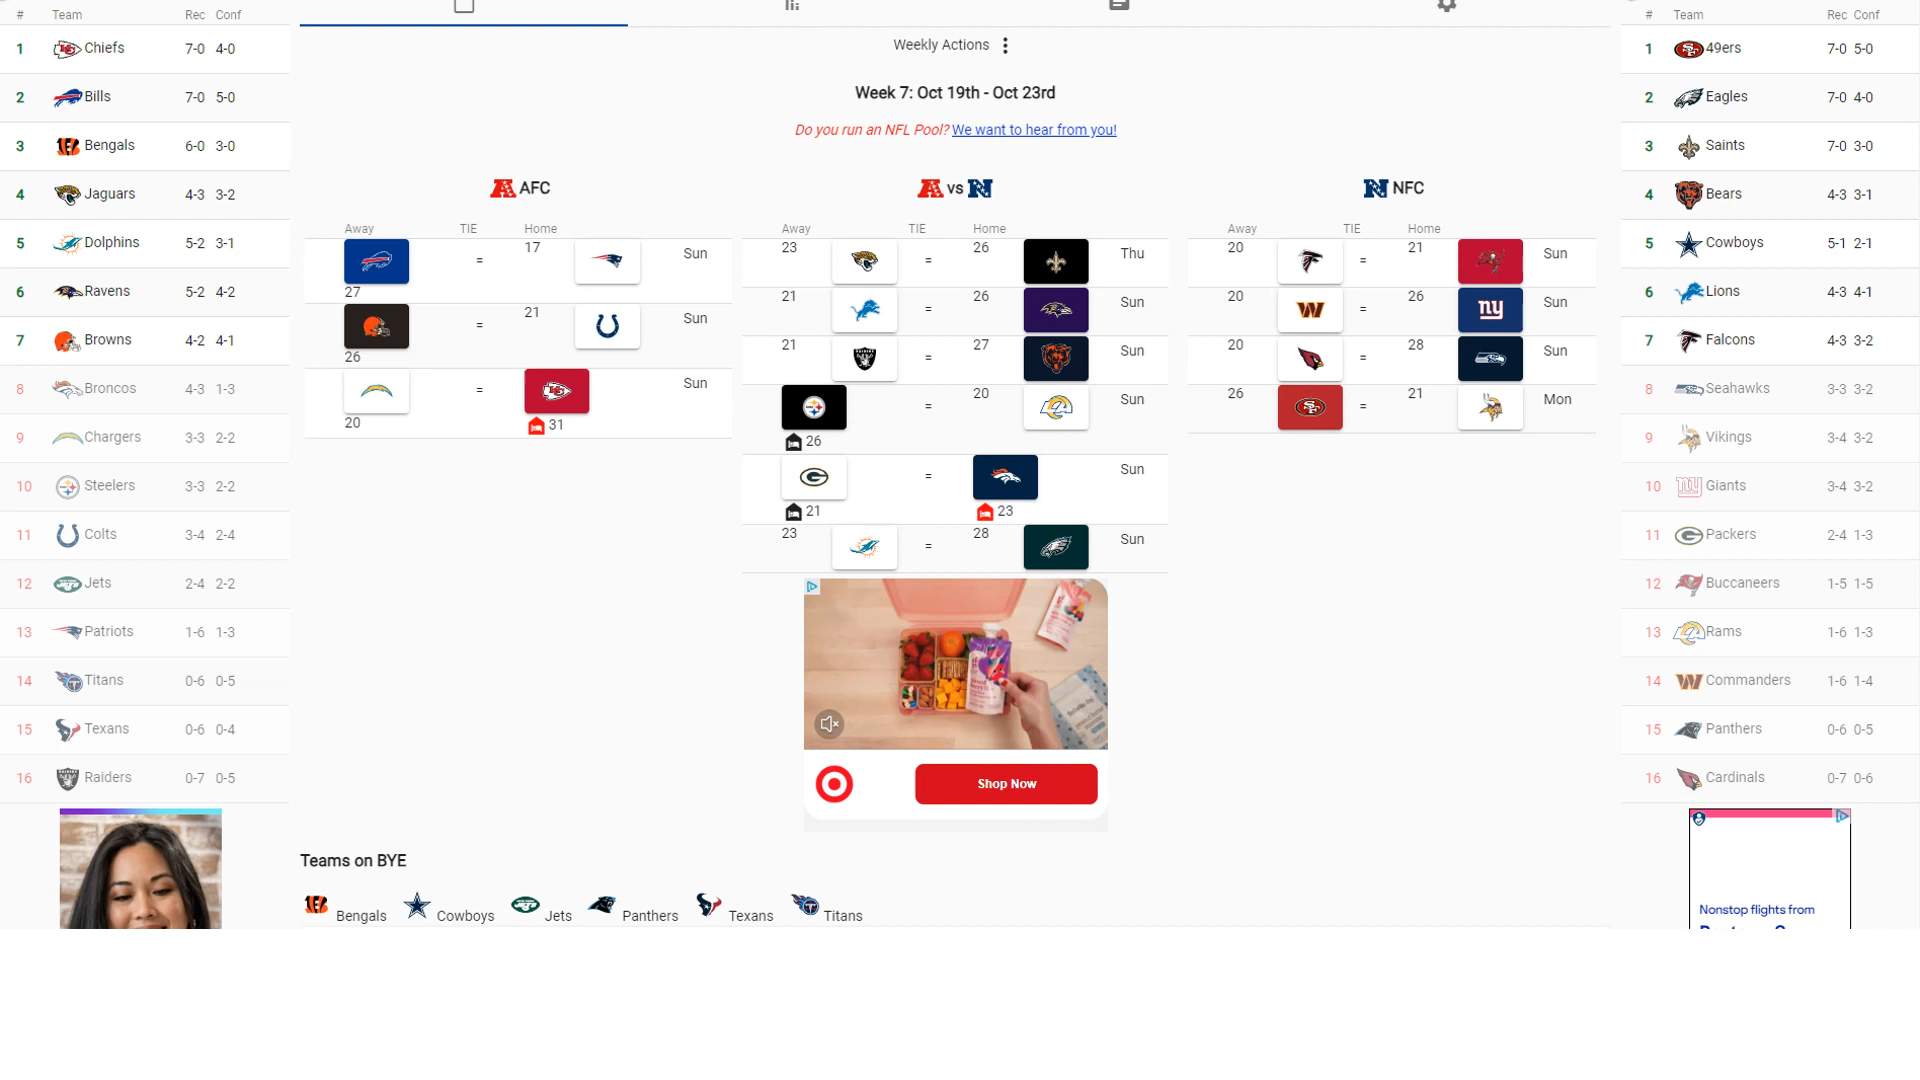 # Team Rec Conf
1 Chiefs 7-0 4-0
2 Bills 7-0 5-0
3 Bengals 6-0 3-0
4 Jaguars 4-3 3-2
5 Dolphins 5-2 3-1
6 Ravens 5-2 4-2
7 Browns 4-2 4-1
8 Broncos 4-3 1-3
9 Chargers 3-3 2-2
10 Steelers 3-3 2-2
11 Colts 3-4 2-4
12 Jets 2-4 2-2
13 Patriots 1-6 1-3
14 Titans 0-6 0-5
15 Texans 0-6 0-4
16 Raiders 0-7 0-5
Weekly Actions
Week 7: Oct 19th - Oct 23rd
Do you run an NFL Pool? We want to hear from you!
AFC
Away TIE Home
= 17 Sun
27
= 21 Sun
26
= Sun
20 31
vs
Away TIE Home
23 = 26 Thu
21 = 26 Sun
21 = 27 Sun
= 20 Sun
26
= Sun
21 23
23 = 28 Sun
NFC
Away TIE Home
20 = 21 Sun
20 = 26 ny Sun
20 = 28 Sun
26 = 21 Mon
Shop Now
Teams on BYE
Bengals Cowboys Jets Panthers Texans Titans
# Team Rec Conf
1 49ers 7-0 5-0
2 Eagles 7-0 4-0
3 Saints 7-0 3-0
4 Bears 4-3 3-1
5 Cowboys 5-1 2-1
6 Lions 4-3 4-1
7 Falcons 4-3 3-2
8 Seahawks 3-3 3-2
9 Vikings 3-4 3-2
10 Giants 3-4 3-2
11 Packers 2-4 1-3
12 Buccaneers 1-5 1-5
13 Rams 1-6 1-3
14 Commanders 1-6 1-4
15 Panthers 0-6 0-5
16 Cardinals 0-7 0-6
Nonstop flights from